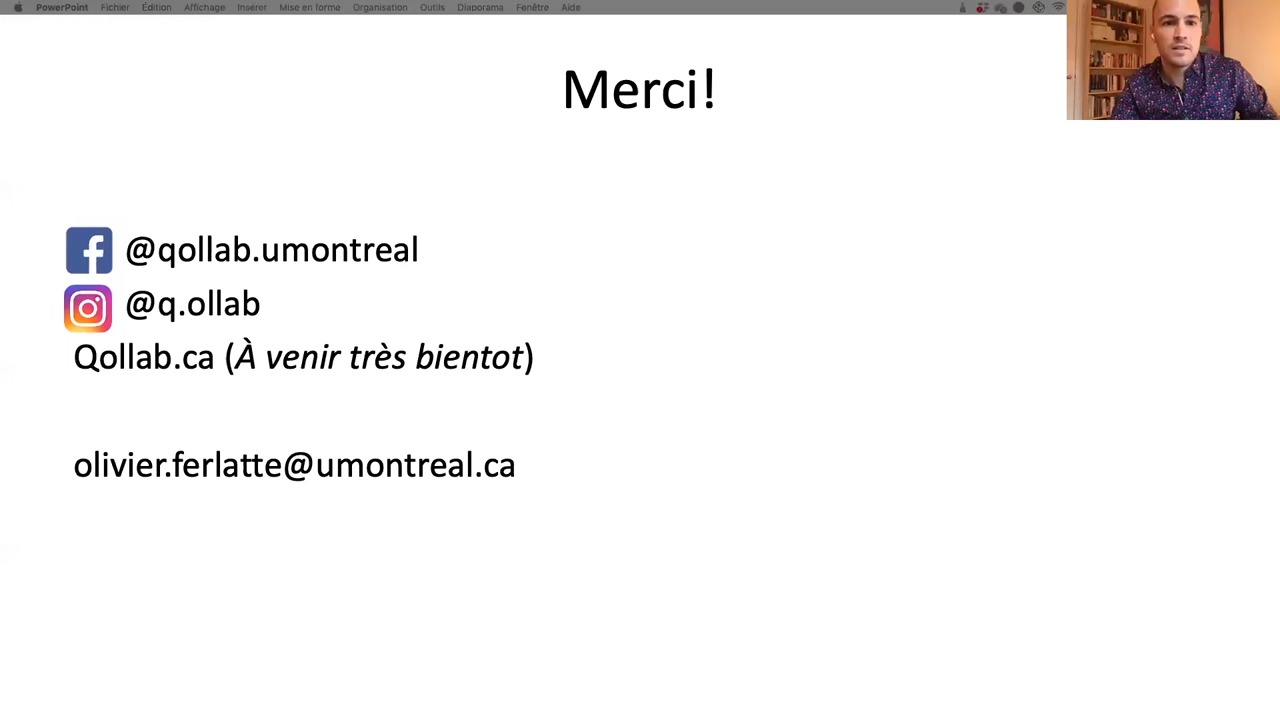 PowerPoint Fichier Édition Affichage Insérer Mise en forme Organisation Outils Diaporama Fenêtre Aide
Merci!
@qollab.umontreal
@q.ollab
Qollab.ca (À venir très bientot)
olivier.ferlatte@umontreal.ca